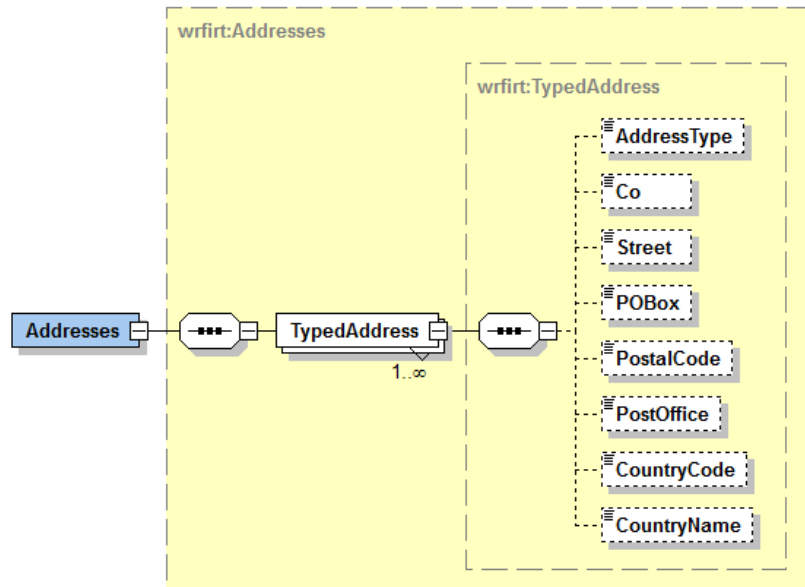 wrfirt:Addresses
wrfirt:TypedAddress
AddressType
Co
Street
POBox
Addresses
TypedAddress
1..∞
PostalCode
PostOffice
CountryCode
CountryName